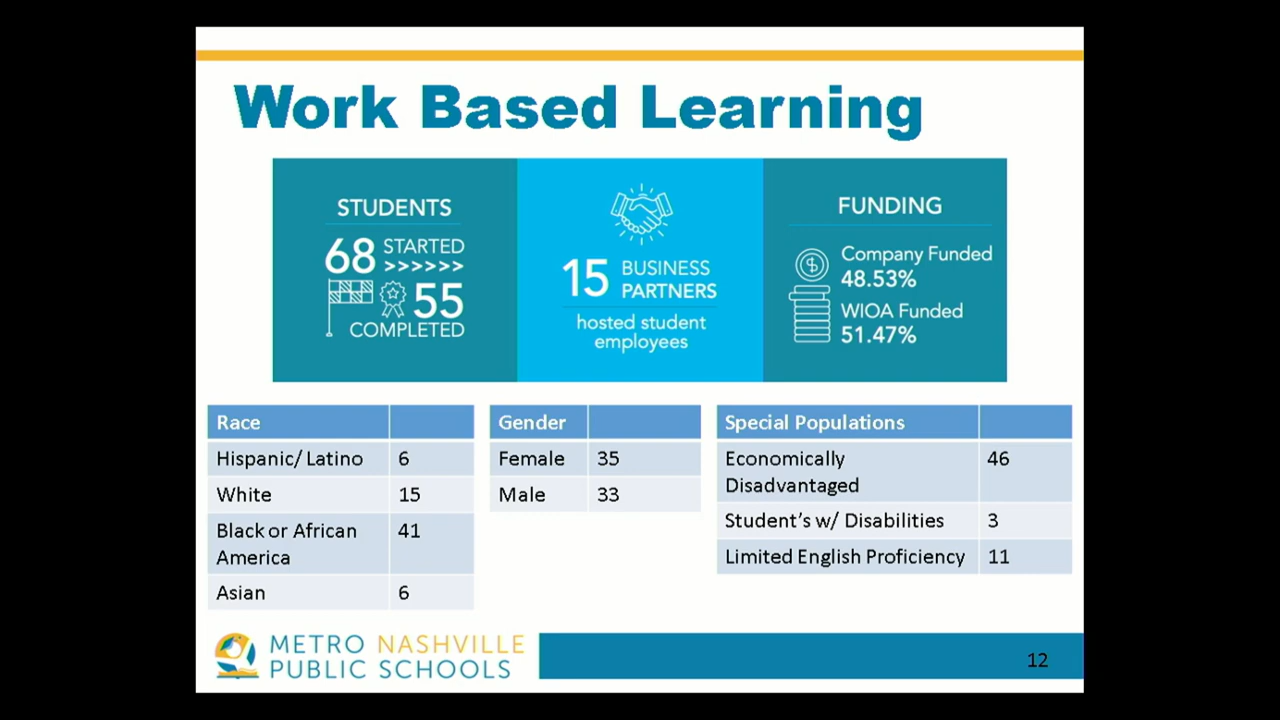 Work Based Learning
STUDENTS
68 STARTED
>>>>>>
55
COMPLETED
15 BUSINESS
PARTNERS
hosted student
employees
FUNDING
$
Company Funded
48.53%
WIOA Funded
51.47%
Race
Hispanic/ Latino 6
White 15
Black or African 41
America
Asian 6
Gender
Female 35
Male 33
Special Populations
Economically 46
Disadvantaged
Student's w/ Disabilities 3
Limited English Proficiency 11
METRO NASHVILLE
PUBLIC SCHOOLS
12